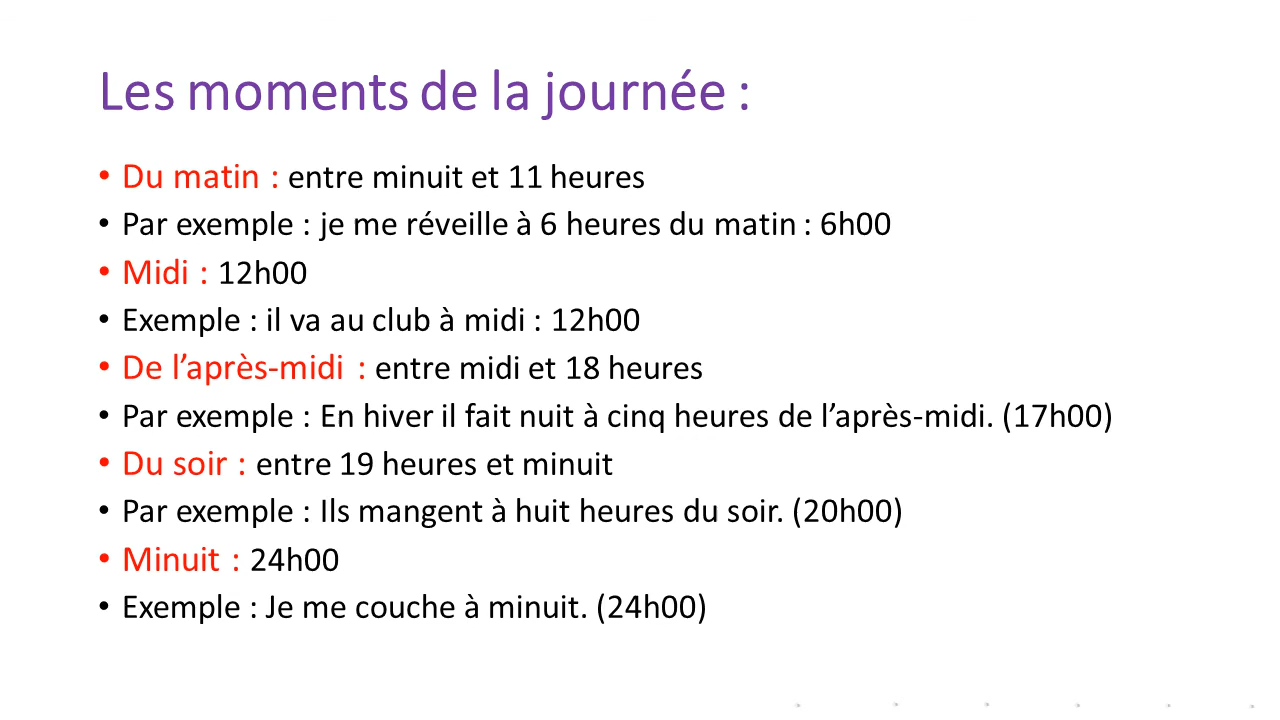 Les moments de la journée :
• Du matin : entre minuit et 11 heures
• Par exemple : je me réveille à 6 heures du matin : 6h00
• Midi : 12h00
• Exemple : il va au club à midi : 12h00
• De l’après-midi : entre midi et 18 heures
• Par exemple : En hiver il fait nuit à cinq heures de l’après-midi. (17h00)
• Du soir : entre 19 heures et minuit
• Par exemple : Ils mangent à huit heures du soir. (20h00)
• Minuit : 24h00
• Exemple : Je me couche à minuit. (24h00)